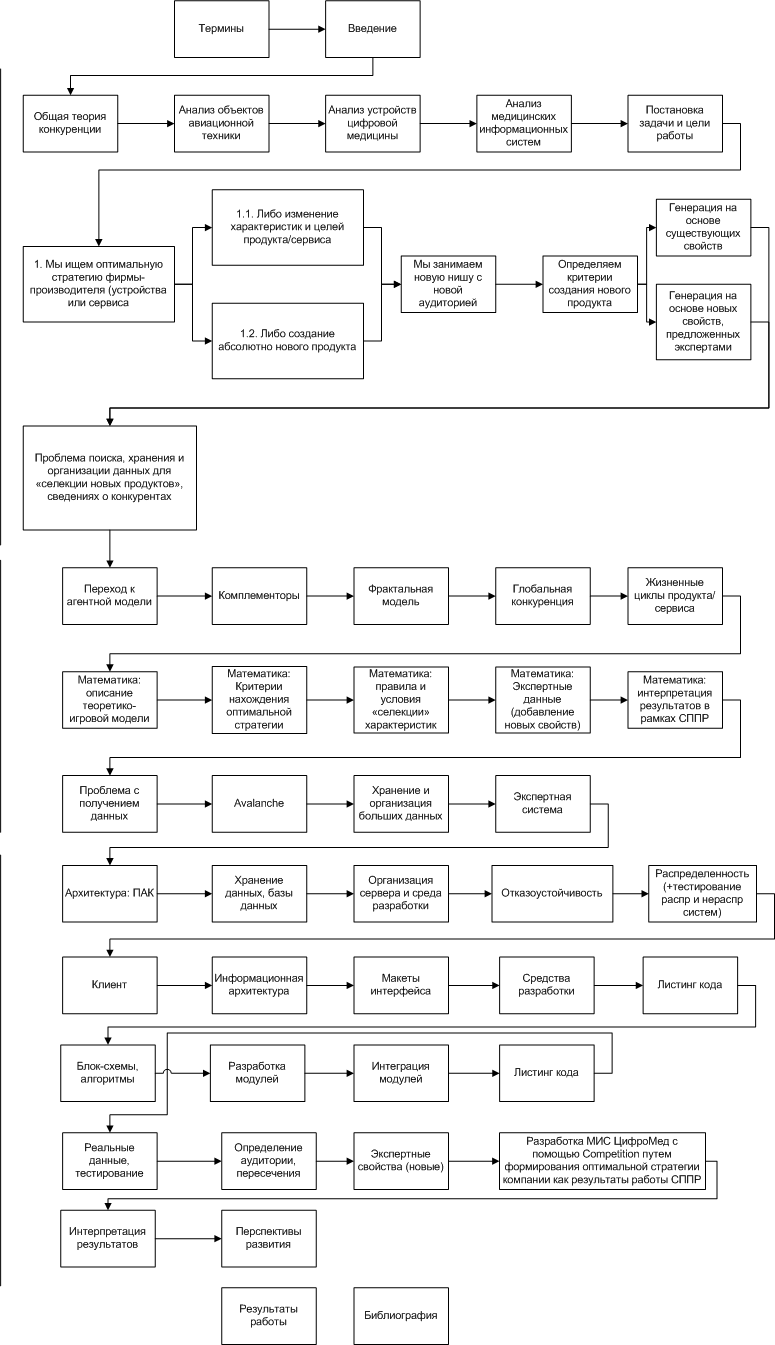 Термины
Введение
Общая теория
конкуренции
Анализ объектов
авиационной
техники
Анализ устройств
цифровой
медицины
Анализ
медицинских
информационных
систем
Постановка
задачи и цели
работы
1. Мы ищем оптимальную
стратегию фирмы-
производителя (устройства
или сервиса
1.1. Либо изменение
характеристик и целей
продукта/сервиса
1.2. Либо создание
абсолютно нового продукта
Мы занимаем
новую нишу с
новой
аудиторией
Определяем
критерии
создания нового
продукта
Генерация на
основе
существующих
свойств
Генерация на
основе новых
свойств,
предложенных
экспертами
Проблема поиска, хранения и
организации данных для
«селекции новых продуктов»,
сведениях о конкурентах
Переход к
агентной модели
Комплементоры
Фрактальная
модель
Глобальная
конкуренция
Жизненные
циклы продукта/
сервиса
Математика:
описание
теоретико-
игровой модели
Математика:
Критерии
нахождения
оптимальной
стратегии
Математика:
правила и
условия
«селекции»
характеристик
Математика:
Экспертные
данные
(добавление
новых свойств)
Математика:
интерпретация
результатов в
рамках СППР
Проблема с
получением
данных
Avalanche
Хранение и
организация
больших данных
Экспертная
система
Архитектура: ПАК
Хранение
данных, базы
данных
Организация
сервера и среда
разработки
Отказоустойчивость
Распределенность
(+тестирование
распр и нераспр
систем)
Клиент
Информационная
архитектура
Макеты
интерфейса
Средства
разработки
Листинг кода
Блок-схемы,
алгоритмы
Разработка
модулей
Интеграция
модулей
Листинг кода
Реальные
данные,
тестирование
Определение
аудитории,
пересечения
Экспертные
свойства (новые)
Разработка МИС ЦифроМед с
помощью Competition путем
формирования оптимальной стратегии
компании как результаты работы СППР
Интерпретация
результатов
Перспективы
развития
Результаты
работы
Библиография